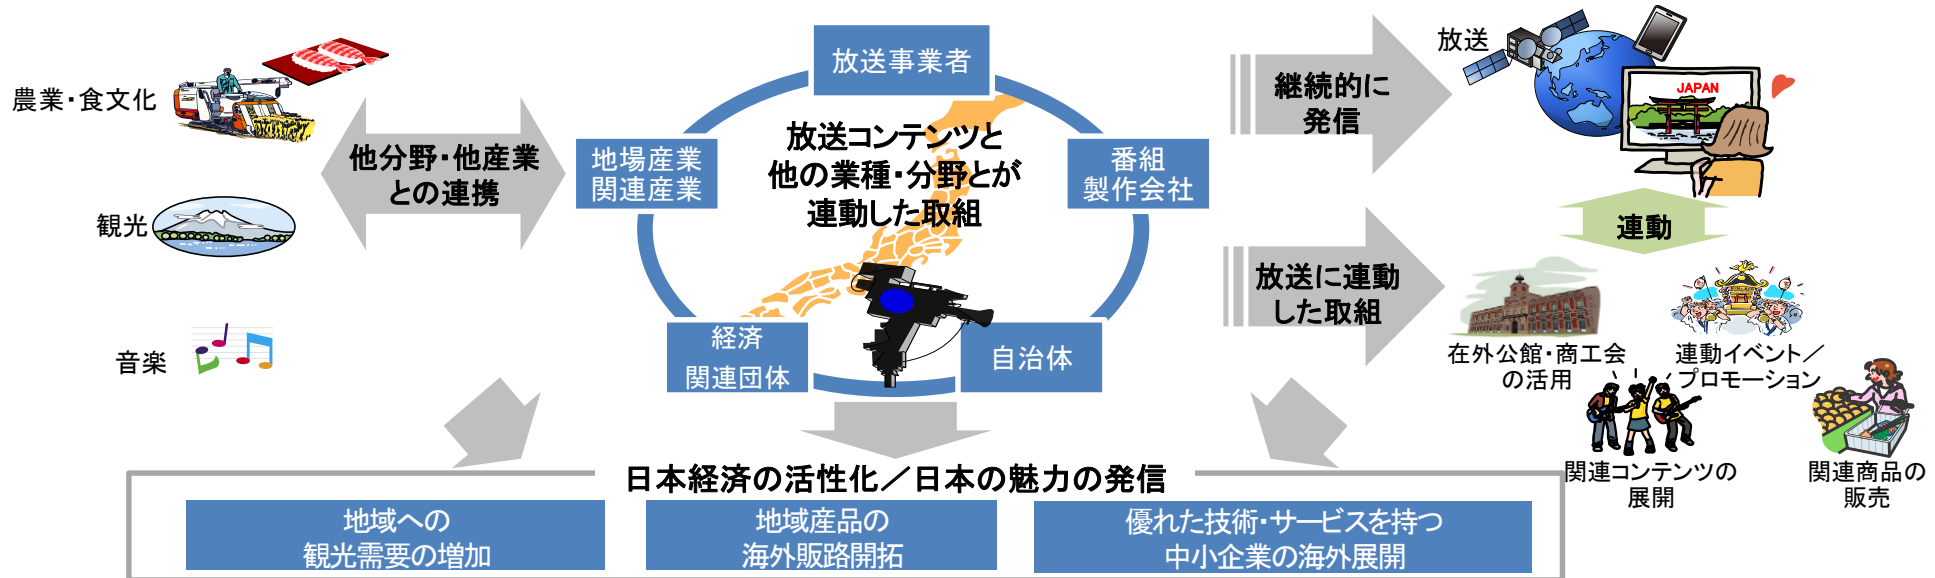 農業・食文化
観光
音楽
他分野・他産業
との連携
放送事業者
地場産業
関連産業
番組
製作会社
経済
関連団体
自治体
放送コンテンツと
他の業種・分野とが
連動した取組
継続的に
発信
放送に連動
した取組
放送
JAPAN
連動
在外公館・商工会
の活用
連動イベント／
プロモーション
関連コンテンツの
展開
関連商品の
販売
日本経済の活性化／日本の魅力の発信
地域への
観光需要の増加
地域産品の
海外販路開拓
優れた技術・サービスを持つ
中小企業の海外展開